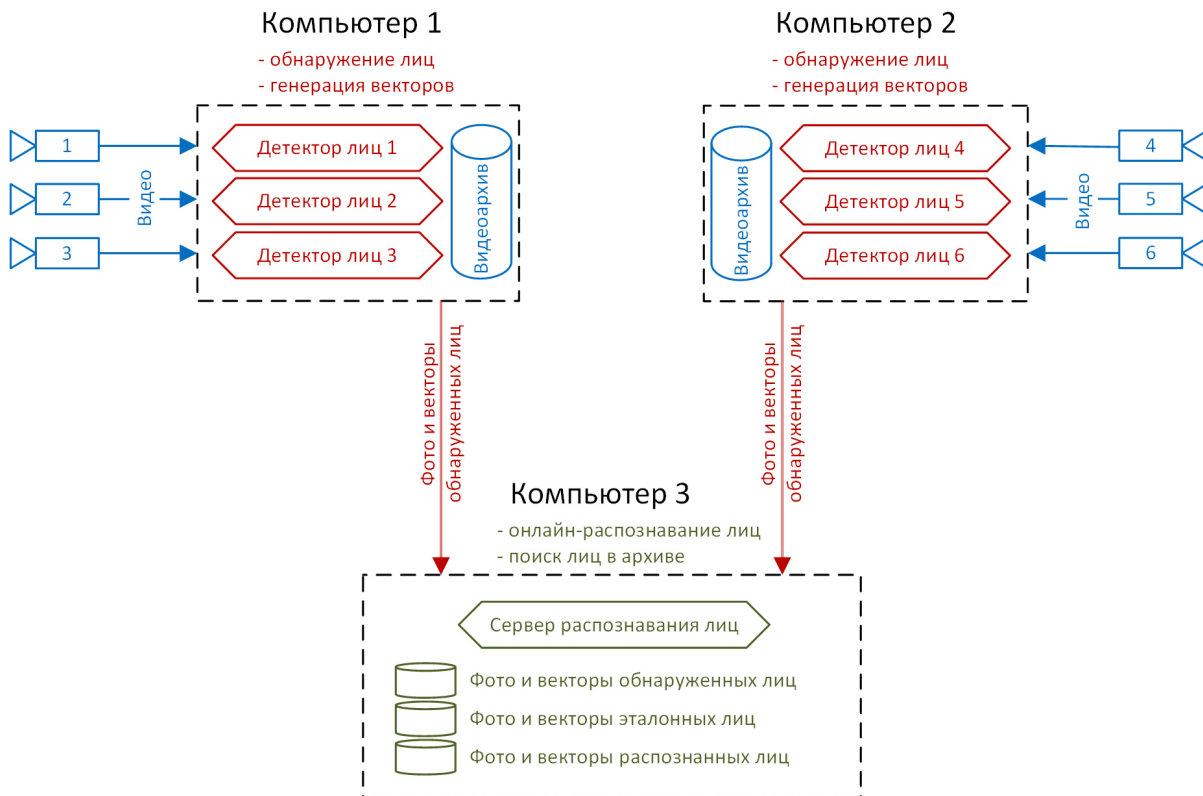 Компьютер 1
- обнаружение лиц
- генерация векторов
1
2
3
Видео
Детектор лиц 1
Детектор лиц 2
Детектор лиц 3
Видеоархив
Компьютер 2
- обнаружение лиц
- генерация векторов
Видеоархив
Детектор лиц 4
Детектор лиц 5
Детектор лиц 6
Видео
4
5
6
Фото и векторы
обнаруженных лиц
Фото и векторы
обнаруженных лиц
Компьютер 3
- онлайн-распознавание лиц
- поиск лиц в архиве
Сервер распознавания лиц
Фото и векторы обнаруженных лиц
Фото и векторы эталонных лиц
Фото и векторы распознанных лиц